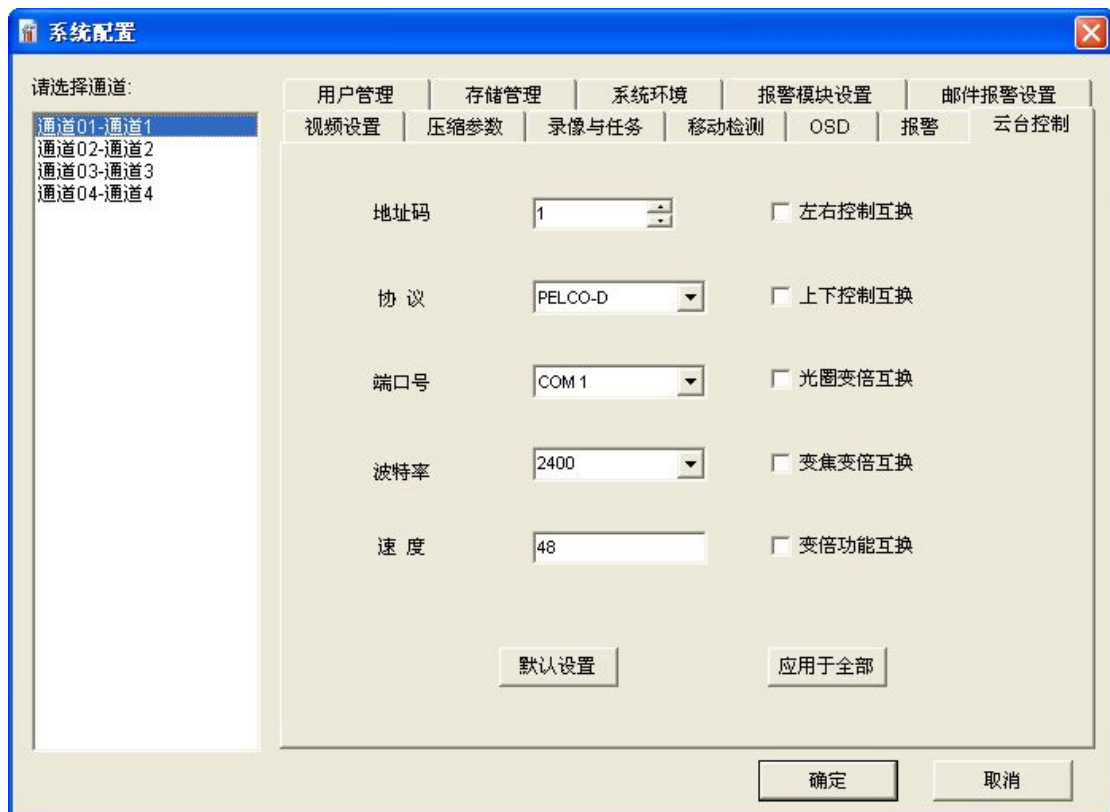 系统配置
请选择通道:
通道01-通道1
通道02-通道2
通道03-通道3
通道04-通道4
用户管理 存储管理 系统环境 报警模块设置 邮件报警设置
视频设置 压缩参数 录像与任务 移动检测 OSD 报警 云台控制
地址码 1 左右控制互换
协 议 PELCO-D 上下控制互换
端口号 COM 1 光圈变倍互换
波特率 2400 变焦变倍互换
速 度 48 变倍功能互换
默认设置 应用于全部
确定 取消